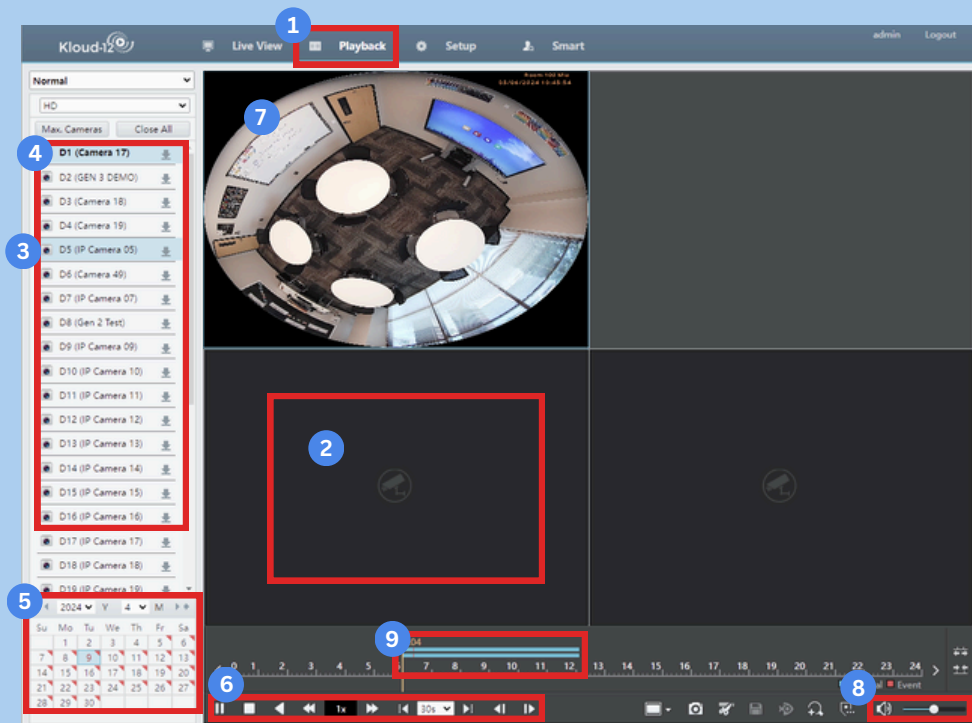 1
Kloud-12
Live View
Playback
Setup
Smart
admin
Logout
Normal
HD
Max. Cameras
Close All
7
4
D1 (Camera 17)
D2 (GEN 3 DEMO)
D3 (Camera 18)
D4 (Camera 19)
3
D5 (IP Camera 05)
D6 (Camera 49)
D7 (IP Camera 07)
D8 (Gen 2 Test)
D9 (IP Camera 09)
D10 (IP Camera 10)
D11 (IP Camera 11)
D12 (IP Camera 12)
D13 (IP Camera 13)
D14 (IP Camera 14)
D15 (IP Camera 15)
D16 (IP Camera 16)
D17 (IP Camera 17)
D18 (IP Camera 18)
D19 (IP Camera 19)
2
5
2024 Y 4 M
Su Mo Tu We Th Fr Sa
1 2 3 4 5 6
7 8 9 10 11 12 13
14 15 16 17 18 19 20
21 22 23 24 25 26 27
28 29 30
9
0 1 2 3 4 5 6 7 8 9 10 11 12 13 14 15 16 17 18 19 20 21 22 23 24
Event
6
1x
30s
8